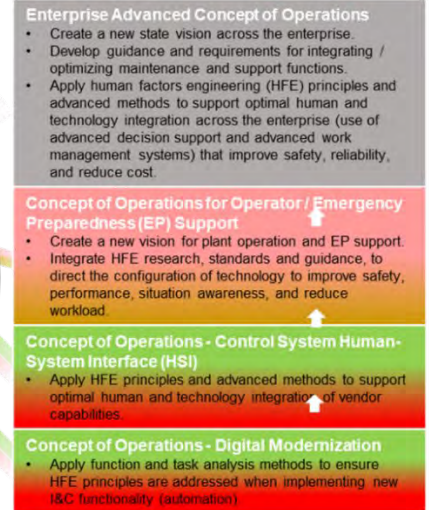 Enterprise Advanced Concept of Operations
• Create a new state vision across the enterprise.
• Develop guidance and requirements for integrating /
optimizing maintenance and support functions.
• Apply human factors engineering (HFE) principles and
advanced methods to support optimal human and
technology integration across the enterprise (use of
advanced decision support and advanced work
management systems) that improve safety, reliability,
and reduce cost.
Concept of Operations for Operator / Emergency
Preparedness (EP) Support
• Create a new vision for plant operation and EP support.
• Integrate HFE research, standards and guidance, to
direct the configuration of technology to improve safety,
performance, situation awareness, and reduce
workload.
Concept of Operations - Control System Human-
System Interface (HSI)
• Apply HFE principles and advanced methods to support
optimal human and technology integration of vendor
capabilities.
Concept of Operations - Digital Modernization
• Apply function and task analysis methods to ensure
HFE principles are addressed when implementing new
I&C functionality (automation)